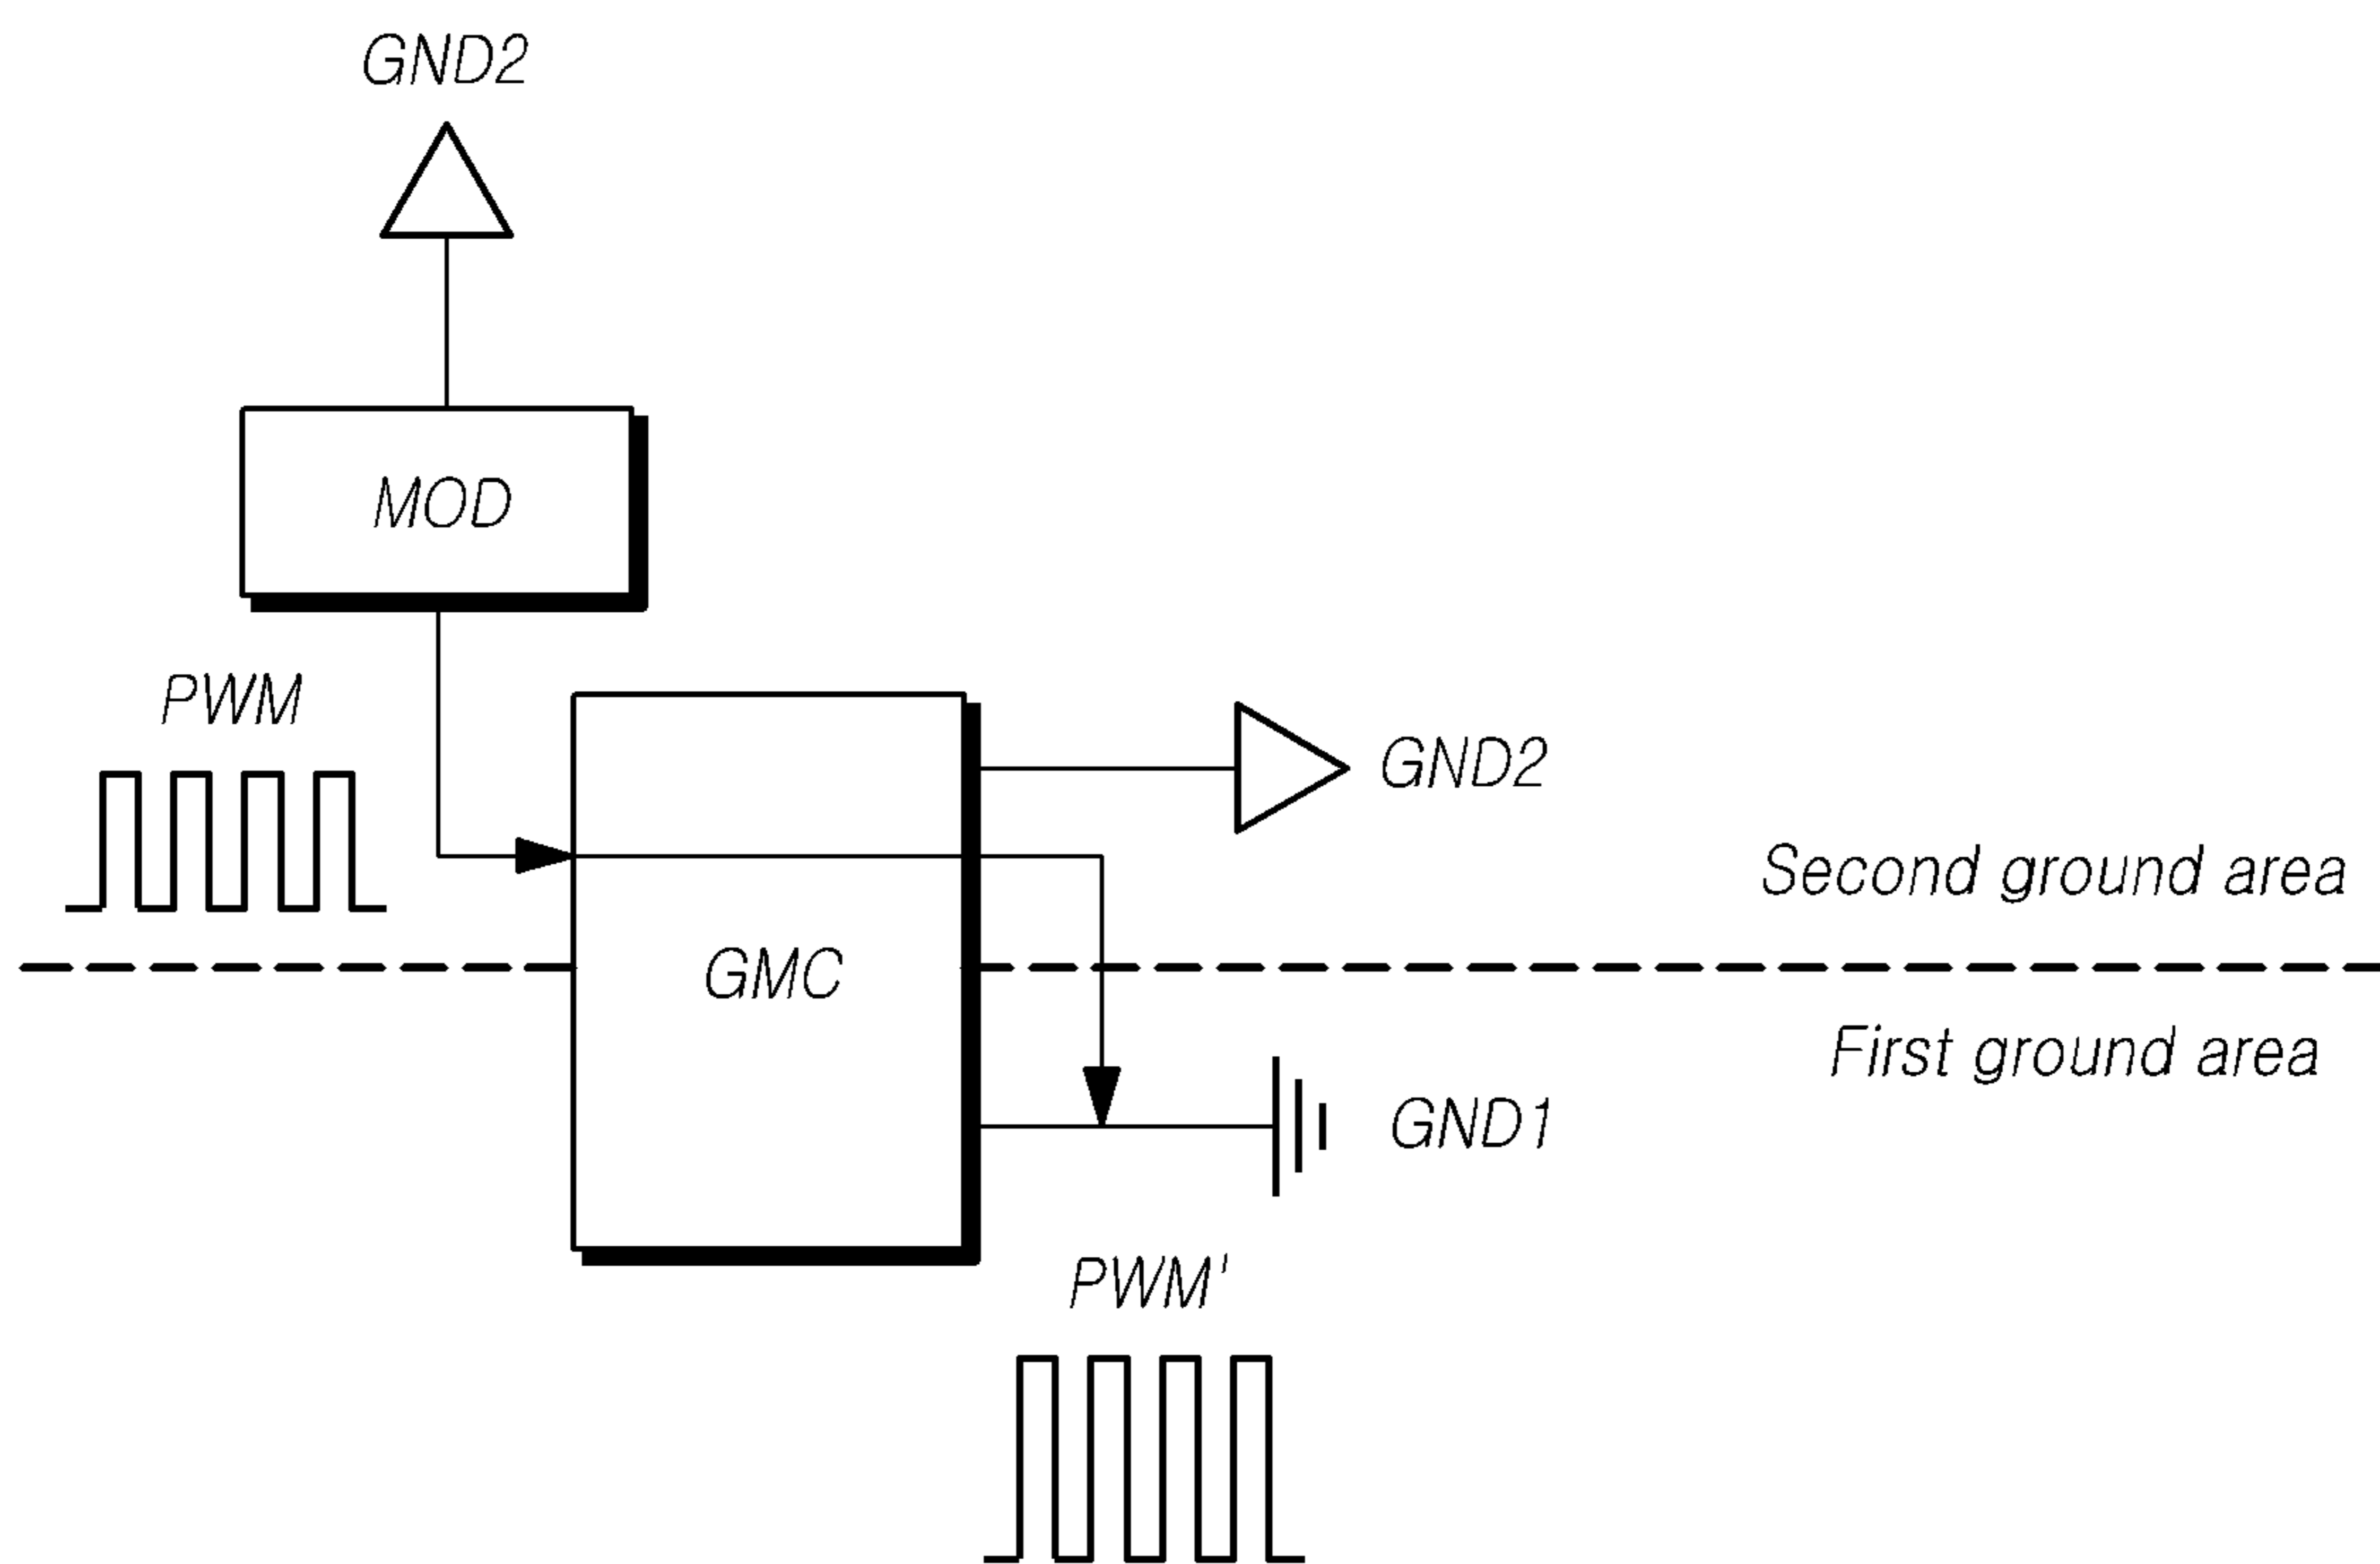 GND2
MOD
PWM
GND2
Second ground area
GMC
First ground area
GND1
PWM'